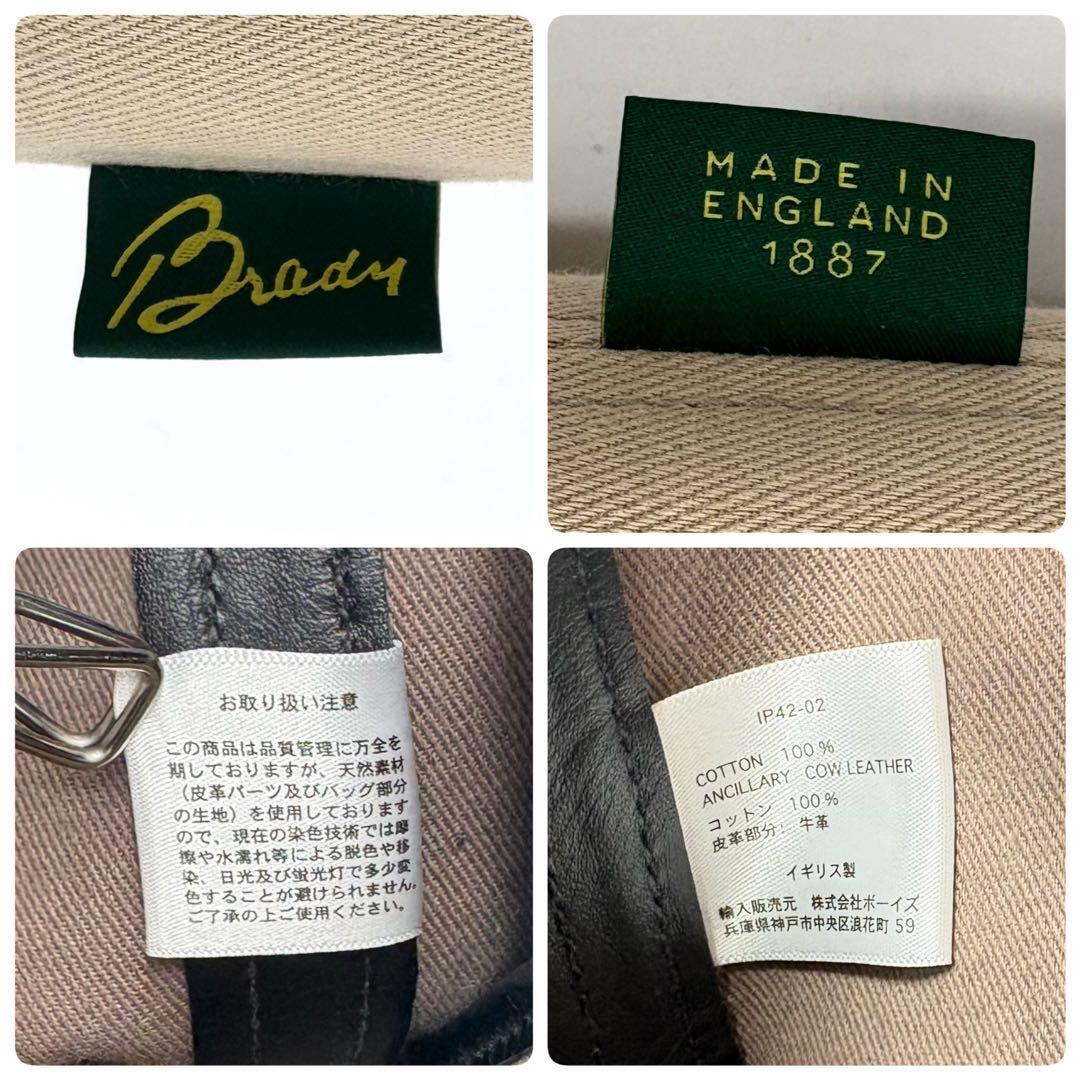 Brady
MADE IN
ENGLAND
1887
お取り扱い注意
この商品は品質管理に万全を
期しておりますが、天然素材
（皮革パーツ及びバッグ部分
の生地）を使用しております
ので、現在の染色技術では摩
擦や水濡れ等による脱色や移
染、日光及び蛍光灯で多少変
色することが避けられません。
ご了承の上ご使用ください。
IP42-02
COTTON 100%
ANCILLARY COW LEATHER
コットン 100%
皮革部分： 牛革
イギリス製
輸入販売元 株式会社ボーイズ
兵庫県神戸市中央区浪花町 59